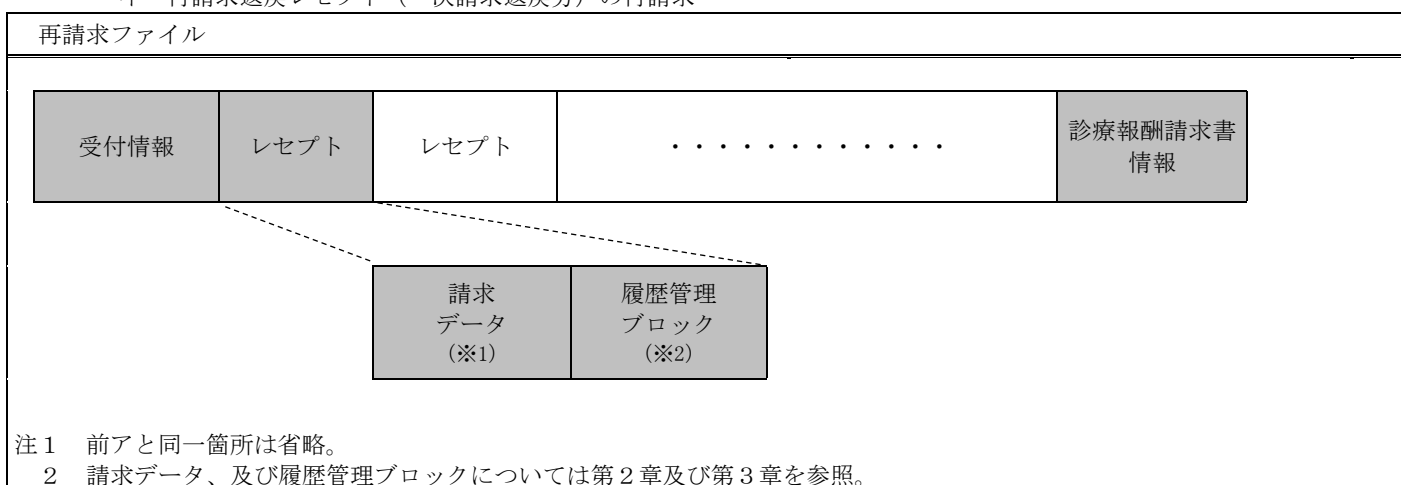 再請求ファイル
受付情報
レセプト
レセプト
・・・・・・・・・・・・
診療報酬請求書
情報
請求
データ
(※1)
履歴管理
ブロック
(※2)
注1 前アと同一箇所は省略。
2 請求データ、及び履歴管理ブロックについては第2章及び第3章を参照。